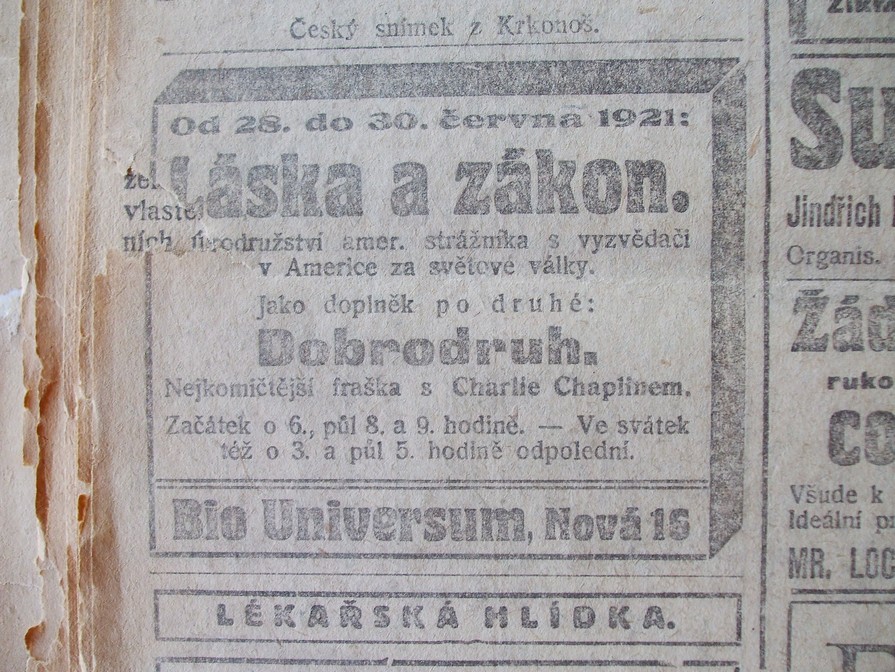 Český snímek z Krkonoš.
Od 28. do 30. června 1921:
Láska a zákon.
vlaste
ních dobrodružství amer. strážníka s vyzvědači
v Americe za světové války.
Jako doplněk po druhé:
Dobrodruh.
Nejkomičtější fraška s Charlie Chaplinem.
Začátek o 6., půl 8. a 9. hodině. — Ve svátek
též o 3. a půl 5. hodině odpolední.
Bio Universum, Nová 16
LÉKAŘSKÁ HLÍDKA.
Su
Jindřich
Organis.
Žád
ruko
co
Všude k
Ideální
MR. LOC